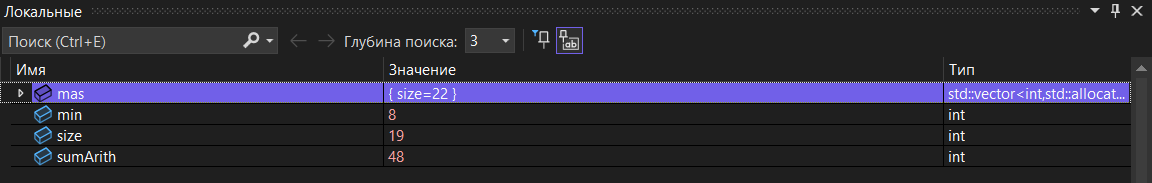 Локальные
Поиск (Ctrl+E) Глубина поиска: 3
Имя Значение Тип
mas { size=22 } std::vector<int,std::allocat...
min 8 int
size 19 int
sumArith 48 int